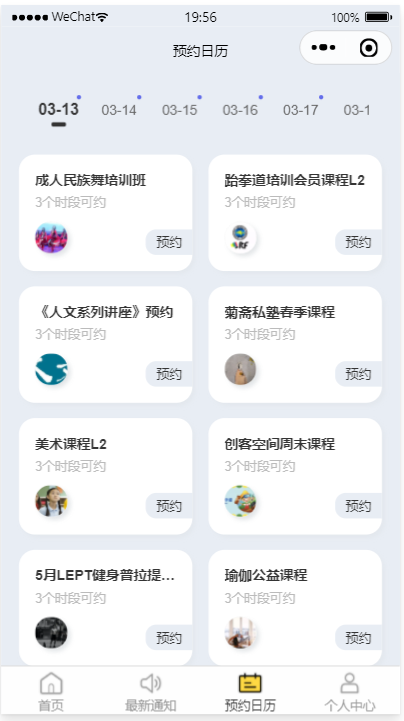 WeChat 19:56 100%
预约日历
03-13 03-14 03-15 03-16 03-17 03-1
成人民族舞培训班
3个时段可约
预约
跆拳道培训会员课程L2
3个时段可约
预约
《人文系列讲座》预约
3个时段可约
预约
菊斋私塾春季课程
3个时段可约
预约
美术课程L2
3个时段可约
预约
创客空间周末课程
3个时段可约
预约
5月LEPT健身普拉提...
3个时段可约
预约
瑜伽公益课程
3个时段可约
预约
首页 最新通知 预约日历 个人中心